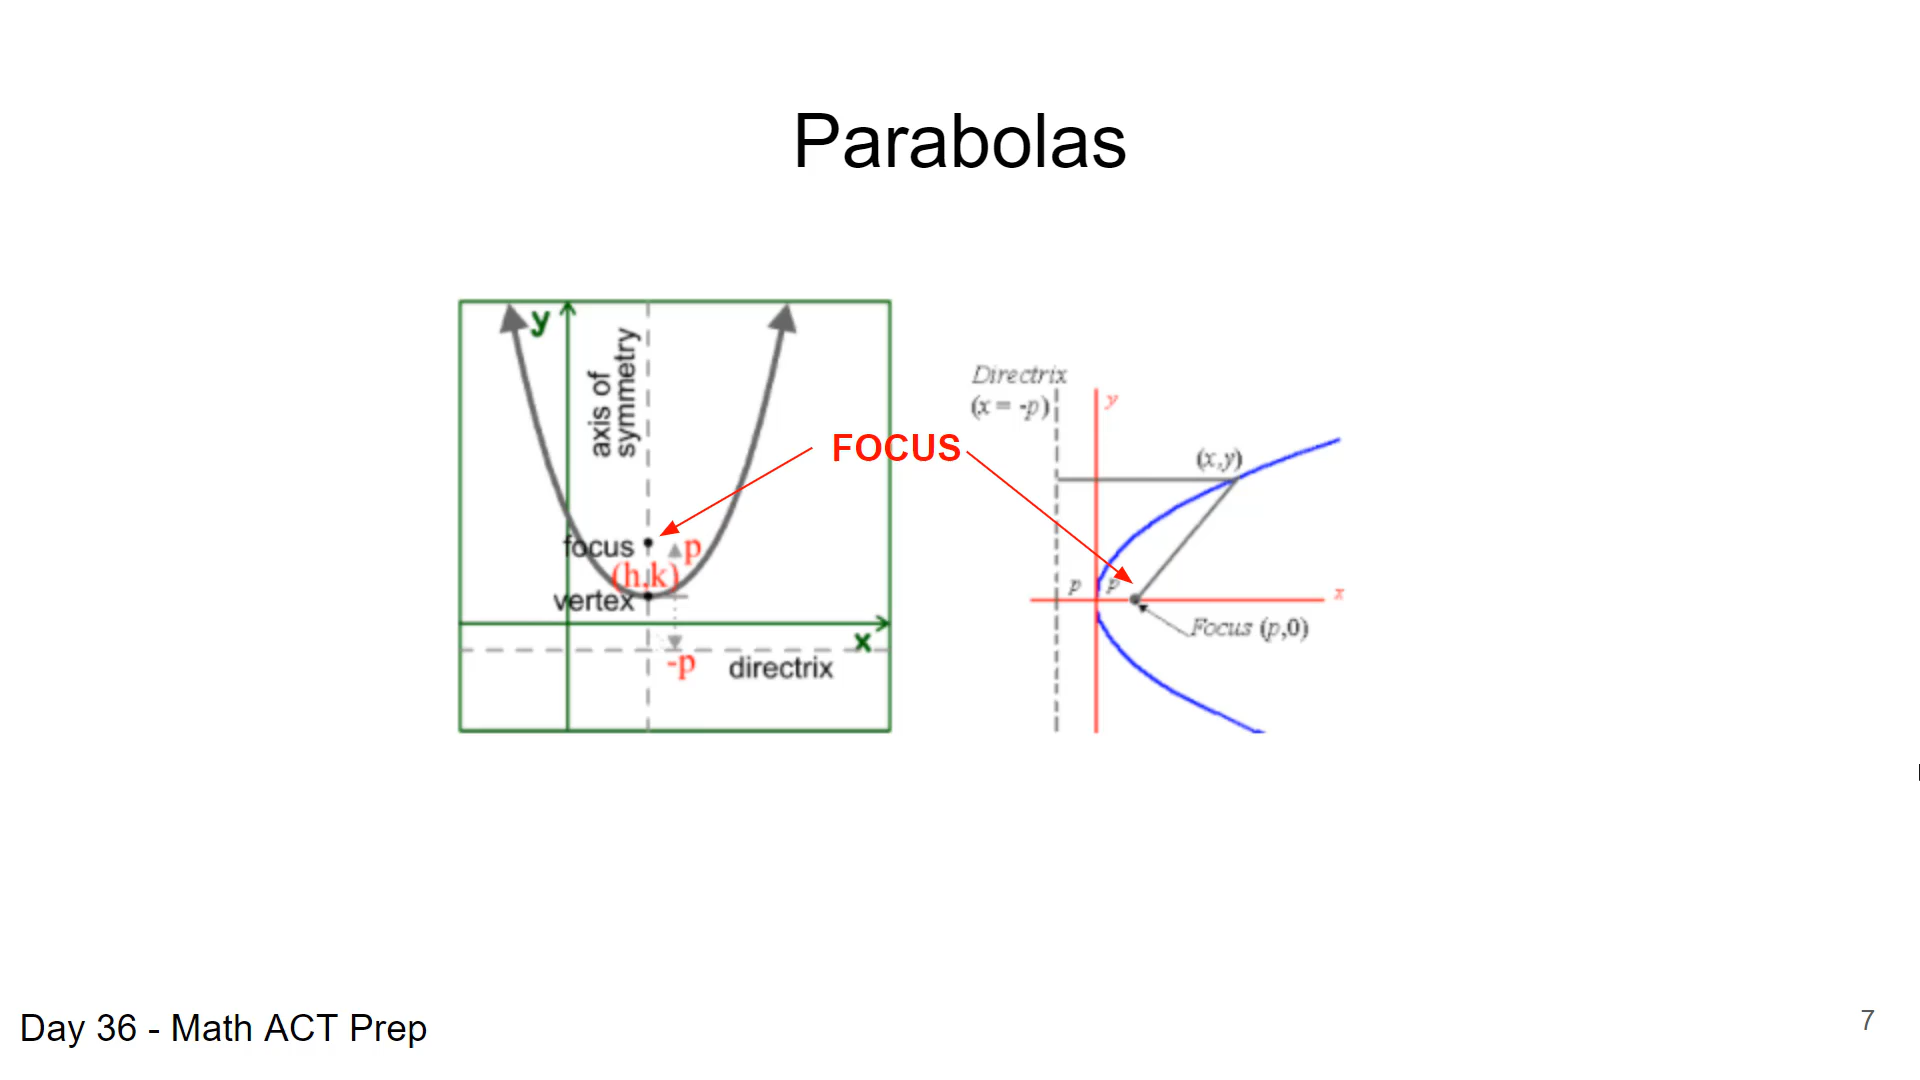 Parabolas
y
axis of
symmetry
focus
p
(h,k)
vertex
x
-p
directrix
FOCUS
Directrix
(x = -p)
y
(x,y)
p
p
x
Focus (p,0)
Day 36 - Math ACT Prep
7